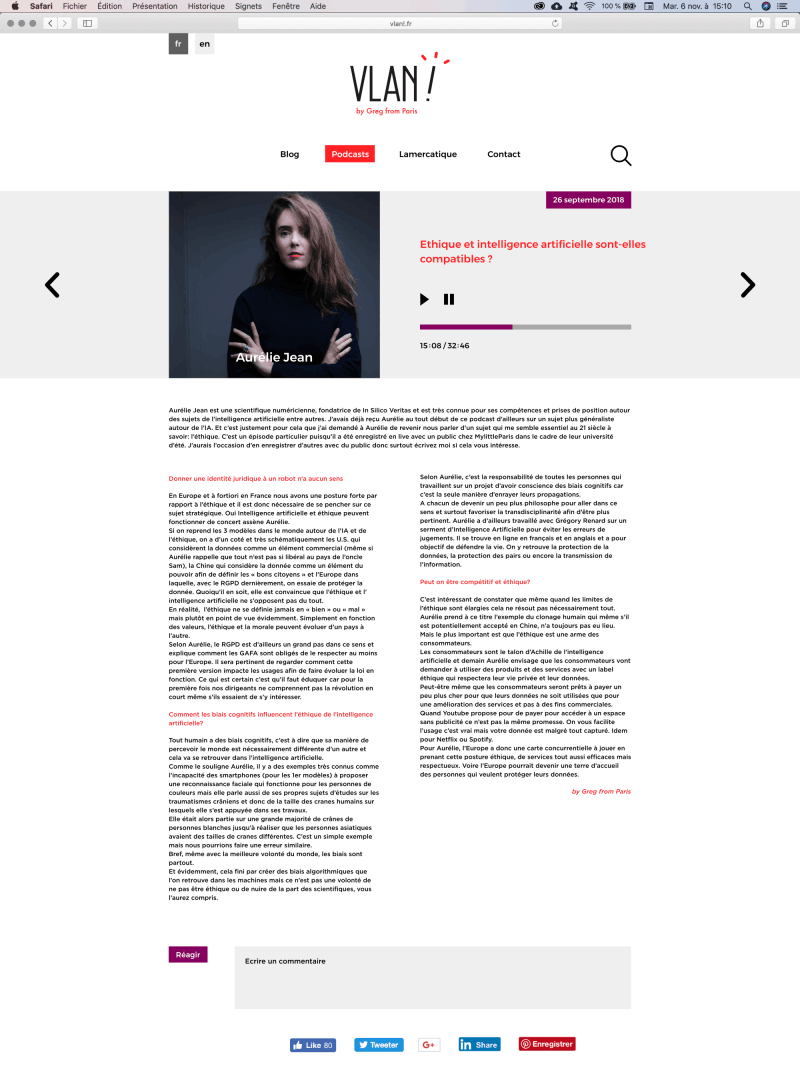 Safari Fichier Édition Présentation Historique Signets Fenêtre Aide 100 % Mar. 6 nov. à 15:10
vlan!.fr
fr en
VLAN !
by Greg from Paris
Blog Podcasts Lamercatique Contact
26 septembre 2018
Ethique et intelligence artificielle sont-elles
compatibles ?
15:08 / 32:46
Aurélie Jean
Aurélie Jean est une scientifique numéricienne, fondatrice de In Silico Veritas et est très connue pour ses compétences et prises de position autour
des sujets de l'intelligence artificielle entre autres. J'avais déjà reçu Aurélie au tout début de ce podcast d'ailleurs sur un sujet plus généraliste
autour de l'IA. Et c'est justement pour cela que j'ai demandé à Aurélie de revenir nous parler d'un sujet qui me semble essentiel au 21 siècle à
savoir: l'éthique. C'est un épisode particulier puisqu'il a été enregistré en live avec un public chez MylittleParis dans le cadre de leur université
d'été. J'aurais l'occasion d'en enregistrer d'autres avec du public donc surtout écrivez moi si cela vous intéresse.
Donner une identité juridique à un robot n'a aucun sens
En Europe et à fortiori en France nous avons une posture forte par
rapport à l'éthique et il est donc nécessaire de se pencher sur ce
sujet stratégique. Oui Intelligence artificielle et éthique peuvent
fonctionner de concert assène Aurélie.
Si on reprend les 3 modèles dans le monde autour de l'IA et de
l'éthique, on a d'un coté et très schématiquement les U.S. qui
considèrent la données comme un élément commercial (même si
Aurélie rappelle que tout n'est pas si libéral au pays de l'oncle
Sam), la Chine qui considère la donnée comme un élément du
pouvoir afin de définir les « bons citoyens » et l'Europe dans
laquelle, avec le RGPD dernièrement, on essaie de protéger la
donnée. Quoiqu'il en soit, elle est convaincue que l'éthique et l'
intelligence artificielle ne s'opposent pas du tout.
En réalité,  l'éthique ne se définie jamais en « bien » ou « mal »
mais plutôt en point de vue évidemment. Simplement en fonction
des valeurs, l'éthique et la morale peuvent évoluer d'un pays à
l'autre.
Selon Aurélie, le RGPD est d'ailleurs un grand pas dans ce sens et
explique comment les GAFA sont obligés de le respecter au moins
pour l'Europe. Il sera pertinent de regarder comment cette
première version impacte les usages afin de faire évoluer la loi en
fonction. Ce qui est certain c'est qu'il faut éduquer car pour la
première fois nos dirigeants ne comprennent pas la révolution en
court même s'ils essaient de s'y intéresser.
Comment les biais cognitifs influencent l'éthique de l'intelligence
artificielle?
Tout humain a des biais cognitifs, c'est à dire que sa manière de
percevoir le monde est nécessairement différente d'un autre et
cela va se retrouver dans l'intelligence artificielle.
Comme le souligne Aurélie, il y a des exemples très connus comme
l'incapacité des smartphones (pour les 1er modèles) à proposer
une reconnaissance faciale qui fonctionne pour les personnes de
couleurs mais elle parle aussi de ses propres sujets d'études sur les
traumatismes crâniens et donc de la taille des cranes humains sur
lesquels elle s'est appuyée dans ses travaux.
Elle était alors partie sur une grande majorité de crânes de
personnes blanches jusqu'à réaliser que les personnes asiatiques
avaient des tailles de cranes différentes. C'est un simple exemple
mais nous pourrions faire une erreur similaire.
Bref, même avec la meilleure volonté du monde, les biais sont
partout.
Et évidemment, cela fini par créer des biais algorithmiques que
l'on retrouve dans les machines mais ce n'est pas une volonté de
ne pas être éthique ou de nuire de la part des scientifiques, vous
l'aurez compris.
Selon Aurélie, c'est la responsabilité de toutes les personnes qui
travaillent sur un projet d'avoir conscience des biais cognitifs car
c'est la seule manière d'enrayer leurs propagations.
A chacun de devenir un peu plus philosophe pour aller dans ce
sens et surtout favoriser la transdisciplinarité afin d'être plus
pertinent. Aurélie a d'ailleurs travaillé avec Grégory Renard sur un
serment d'Intelligence Artificielle pour éviter les erreurs de
jugements. Il se trouve en ligne en français et en anglais et a pour
objectif de défendre la vie. On y retrouve la protection de la
données, la protection des pairs ou encore la transmission de
l'information.
Peut on être compétitif et éthique?
C'est intéressant de constater que même quand les limites de
l'éthique sont élargies cela ne résout pas nécessairement tout.
Aurélie prend à ce titre l'exemple du clonage humain qui même s'il
est potentiellement accepté en Chine, n'a toujours pas eu lieu.
Mais le plus important est que l'éthique est une arme des
consommateurs.
Les consommateurs sont le talon d'Achille de l'intelligence
artificielle et demain Aurélie envisage que les consommateurs vont
demander à utiliser des produits et des services avec un label
éthique qui respectera leur vie privée et leur données.
Peut-être même que les consommateurs seront prêts à payer un
peu plus cher pour que leurs données ne soit utilisées que pour
une amélioration des services et pas à des fins commerciales.
Quand Youtube propose pour de payer pour accéder à un espace
sans publicité ce n'est pas la même promesse. On vous facilite
l'usage c'est vrai mais votre donnée est malgré tout capturé. Idem
pour Netflix ou Spotify.
Pour Aurélie, l'Europe a donc une carte concurrentielle à jouer en
prenant cette posture éthique, de services tout aussi efficaces mais
respectueux. Voire l'Europe pourrait devenir une terre d'accueil
des personnes qui veulent protéger leurs données.
by Greg from Paris
Réagir
Ecrire un commentaire
Like 80 Tweeter G+ in Share Enregistrer